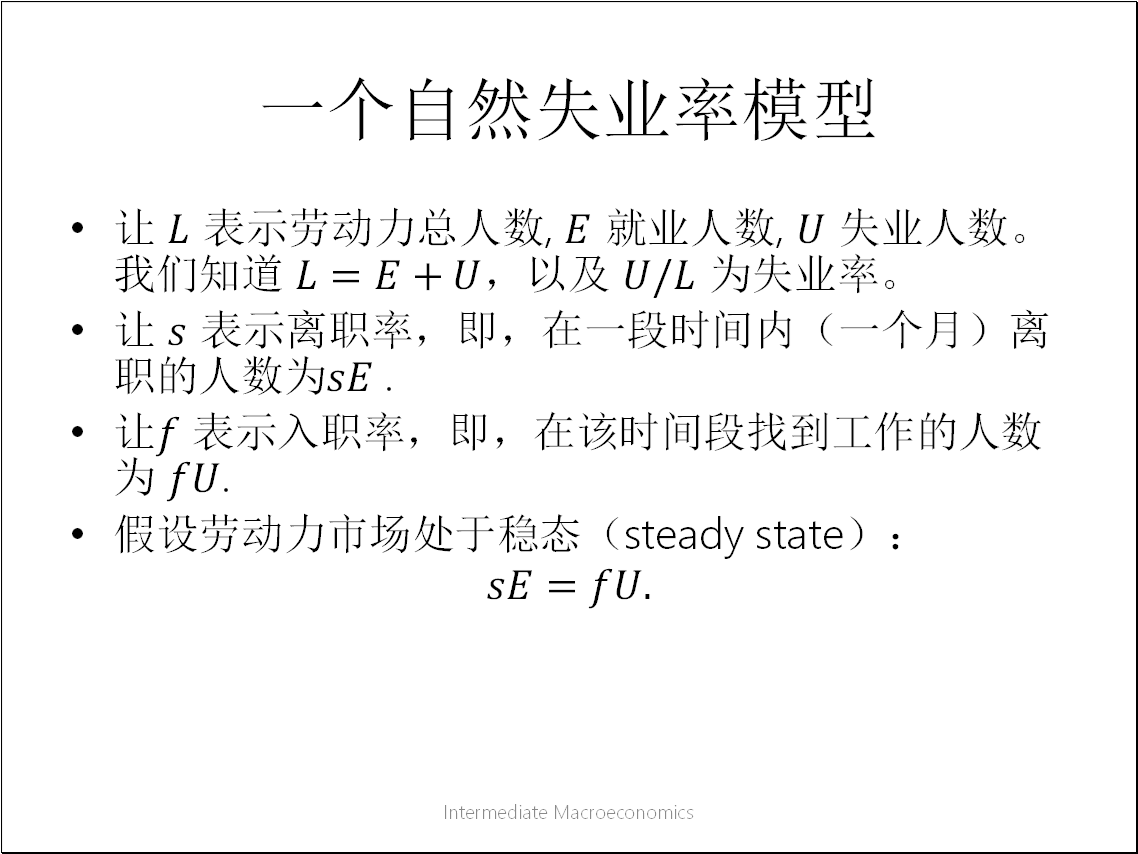 一个自然失业率模型
• 让 L 表示劳动力总人数, E 就业人数, U 失业人数。
我们知道 L = E + U，以及 U/L 为失业率。
• 让 s 表示离职率，即，在一段时间内（一个月）离
职的人数为sE .
• 让f 表示入职率，即，在该时间段找到工作的人数
为 fU.
• 假设劳动力市场处于稳态（steady state）：
sE = fU.
Intermediate Macroeconomics